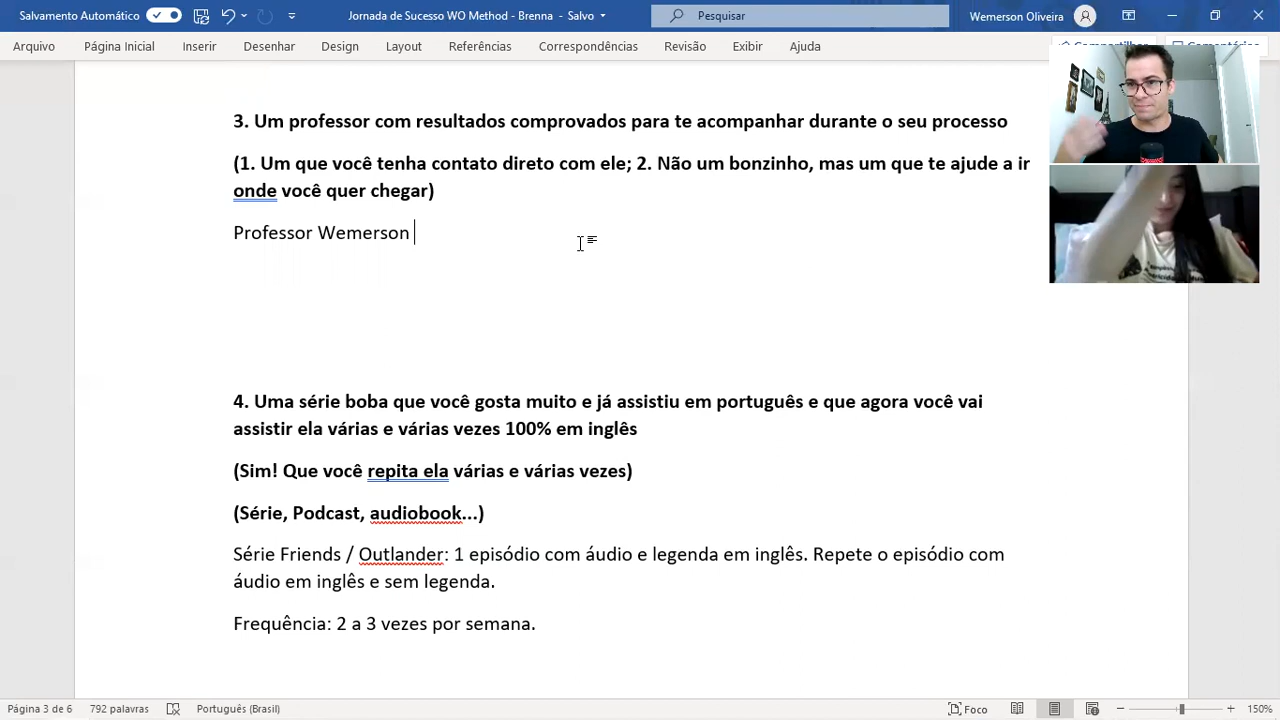 Salvamento Automático
Jornada de Sucesso WO Method - Brenna - Salvo
Pesquisar
Wemerson Oliveira
Arquivo Página Inicial Inserir Desenhar Design Layout Referências Correspondências Revisão Exibir Ajuda
3. Um professor com resultados comprovados para te acompanhar durante o seu processo
(1. Um que você tenha contato direto com ele; 2. Não um bonzinho, mas um que te ajude a ir
onde você quer chegar)
Professor Wemerson
4. Uma série boba que você gosta muito e já assistiu em português e que agora você vai
assistir ela várias e várias vezes 100% em inglês
(Sim! Que você repita ela várias e várias vezes)
(Série, Podcast, audiobook...)
Série Friends / Outlander: 1 episódio com áudio e legenda em inglês. Repete o episódio com
áudio em inglês e sem legenda.
Frequência: 2 a 3 vezes por semana.
Página 3 de 6 792 palavras Português (Brasil) Foco 150%